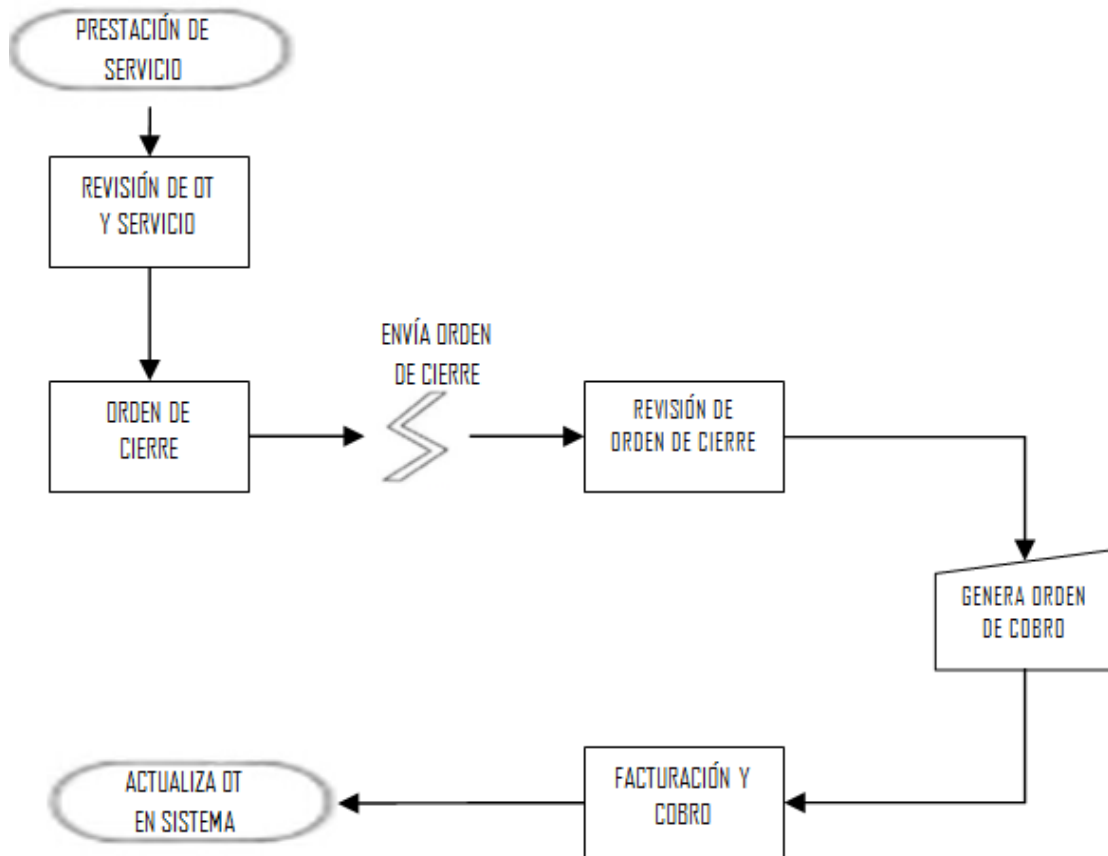 PRESTACIÓN DE
SERVICIO
REVISIÓN DE OT
Y SERVICIO
ENVÍA ORDEN
DE CIERRE
ORDEN DE
CIERRE
REVISIÓN DE
ORDEN DE CIERRE
GENERA ORDEN
DE COBRO
FACTURACIÓN Y
COBRO
ACTUALIZA OT
EN SISTEMA